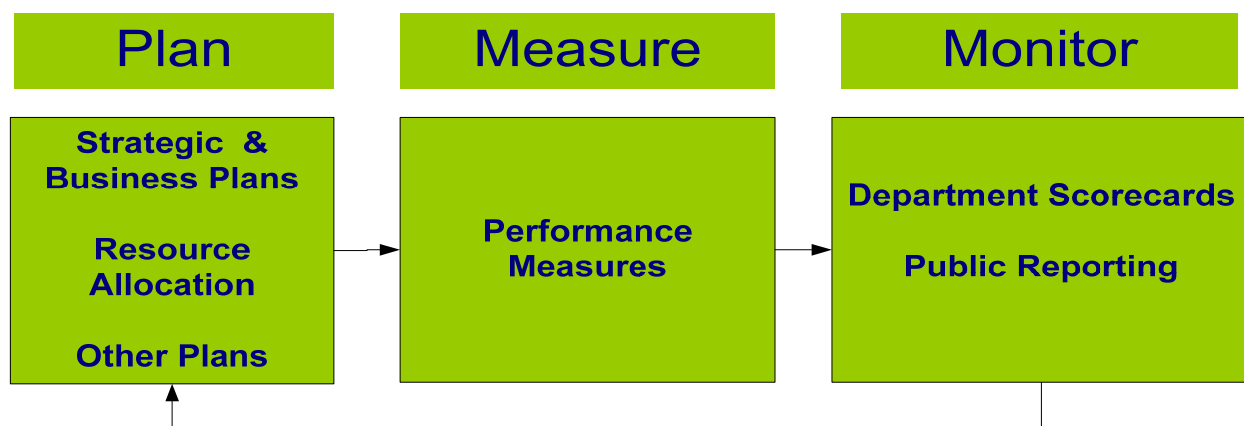 Plan
Measure
Monitor
Strategic &
Business Plans
Resource
Allocation
Other Plans
Performance
Measures
Department Scorecards
Public Reporting